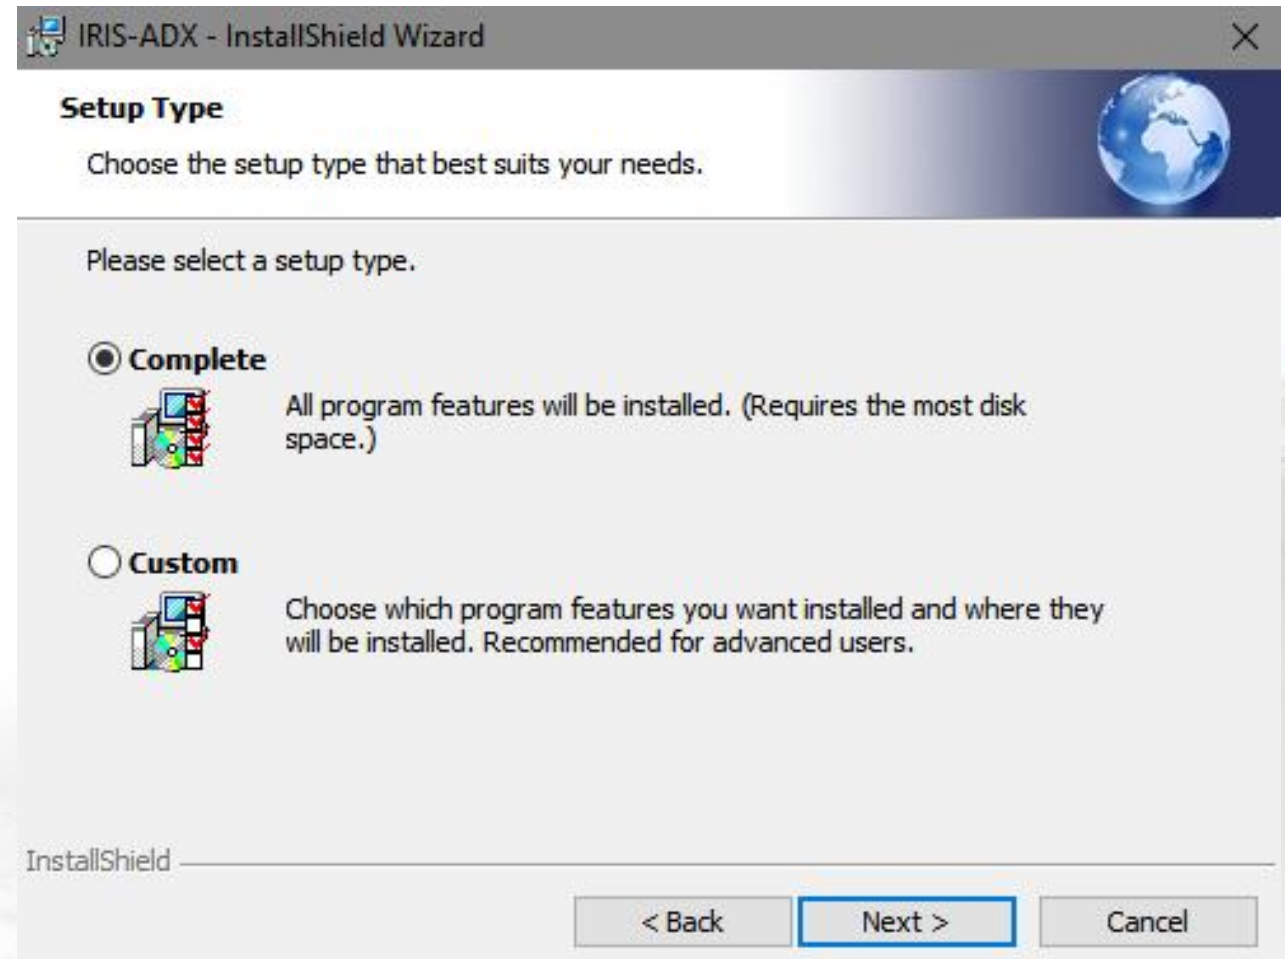 IRIS-ADX - InstallShield Wizard
Setup Type
Choose the setup type that best suits your needs.
Please select a setup type.
Complete
All program features will be installed. (Requires the most disk
space.)
Custom
Choose which program features you want installed and where they
will be installed. Recommended for advanced users.
InstallShield
< Back
Next >
Cancel